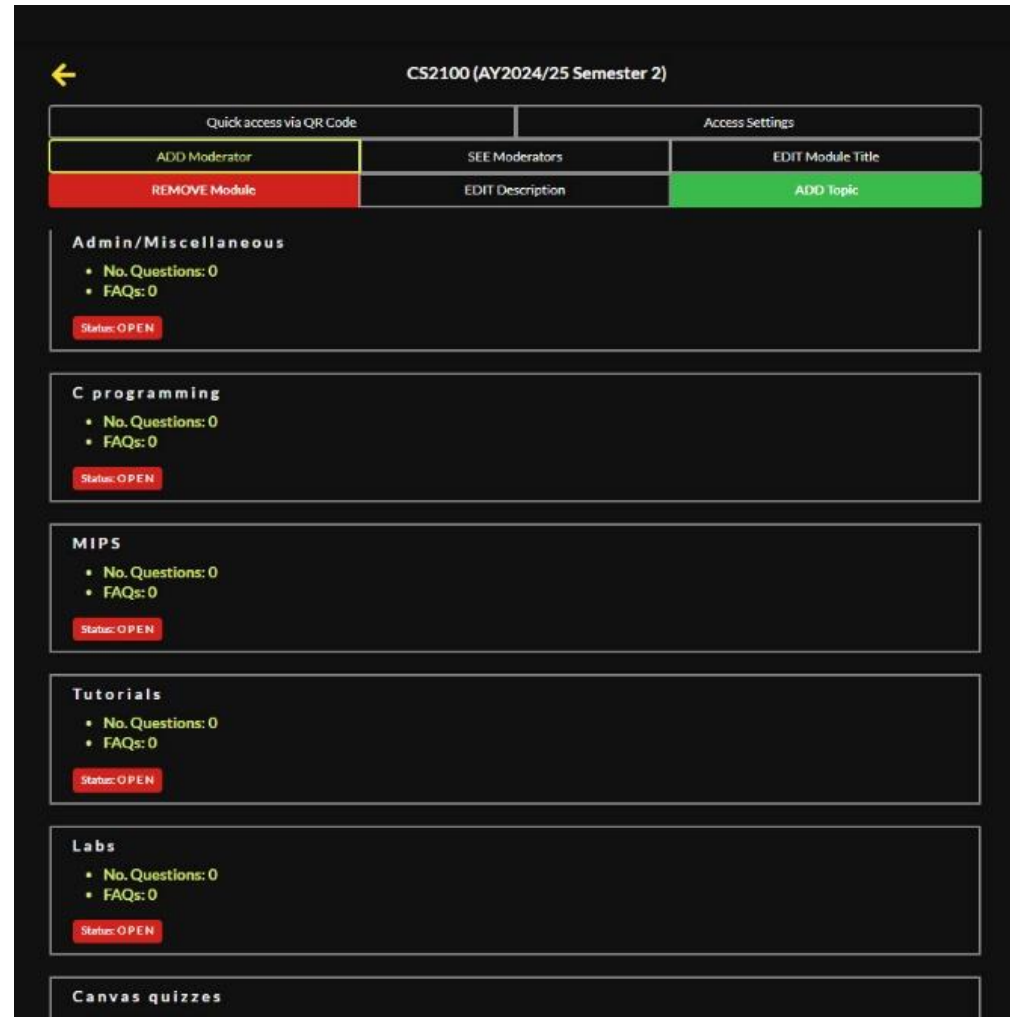 CS2100 (AY2024/25 Semester 2)
Quick access via QR Code Access Settings
ADD Moderator SEE Moderators EDIT Module Title
REMOVE Module EDIT Description ADD Topic
Admin/Miscellaneous
• No. Questions: 0
• FAQs: 0
Status: OPEN
C programming
• No. Questions: 0
• FAQs: 0
Status: OPEN
MIPS
• No. Questions: 0
• FAQs: 0
Status: OPEN
Tutorials
• No. Questions: 0
• FAQs: 0
Status: OPEN
Labs
• No. Questions: 0
• FAQs: 0
Status: OPEN
Canvas quizzes